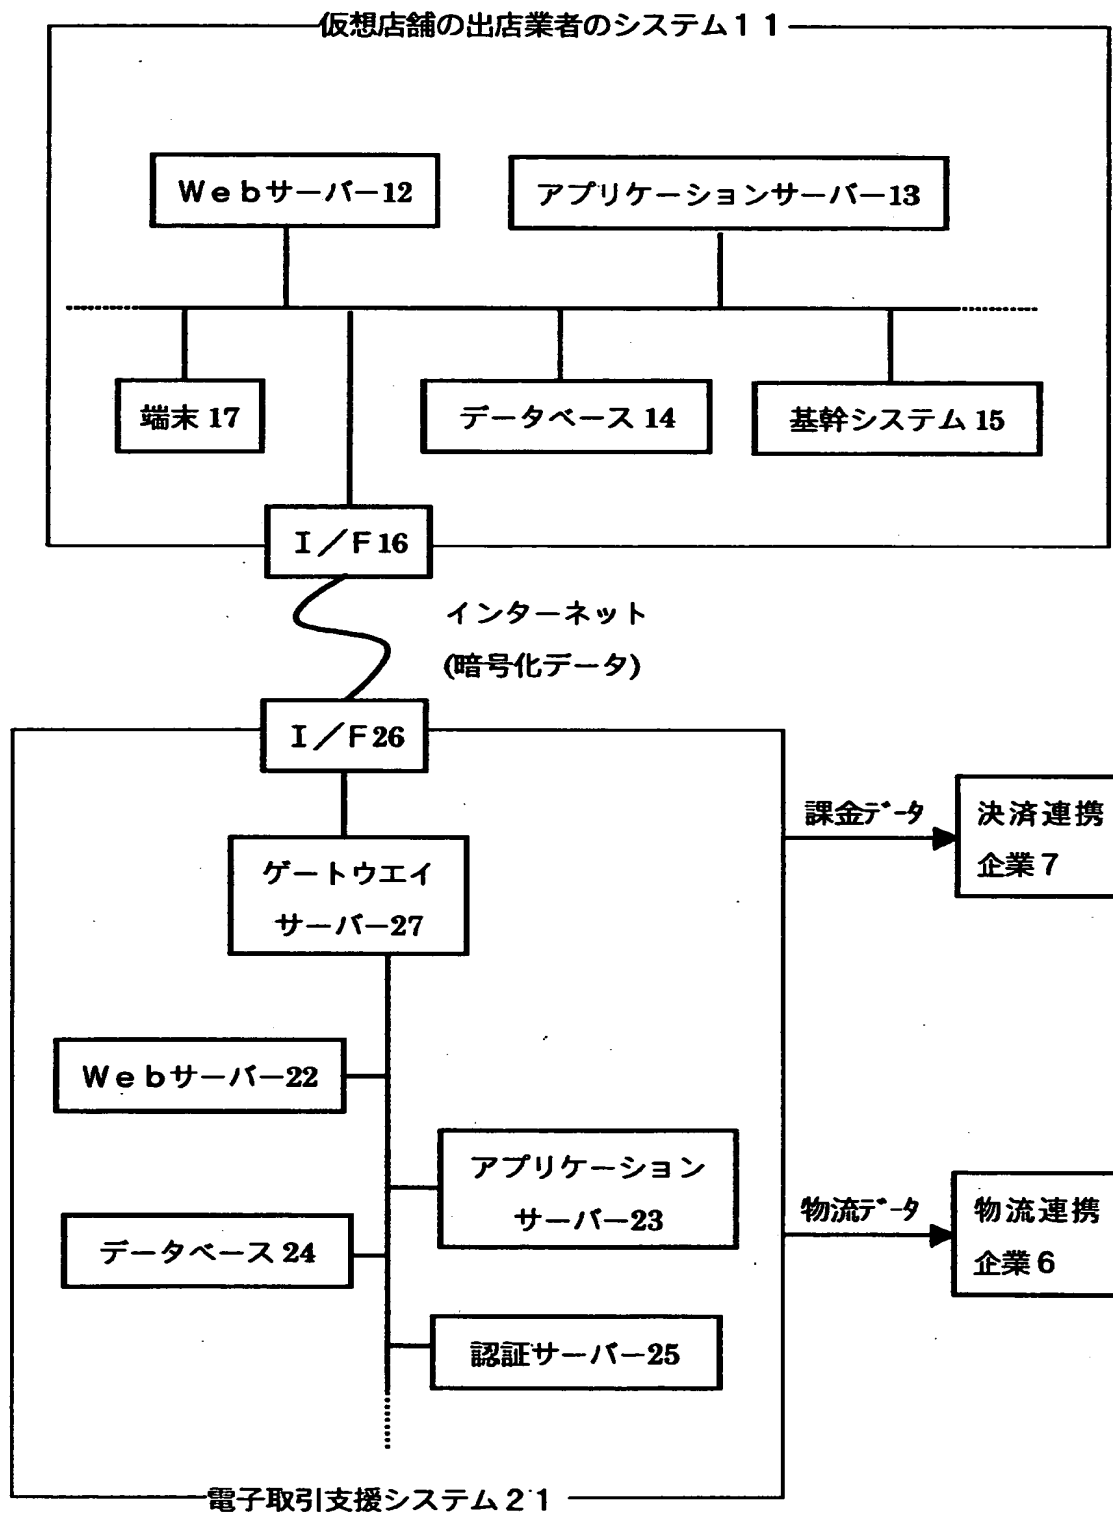 仮想店舗の出店業者のシステム11
Webサーバー12
アプリケーションサーバー13
端末17
データベース14
基幹システム15
I/F16
インターネット
(暗号化データ)
I/F26
ゲートウエイ
サーバー27
課金データ
決済連携
企業7
Webサーバー22
アプリケーション
サーバー23
データベース24
物流データ
物流連携
企業6
認証サーバー25
電子取引支援システム21